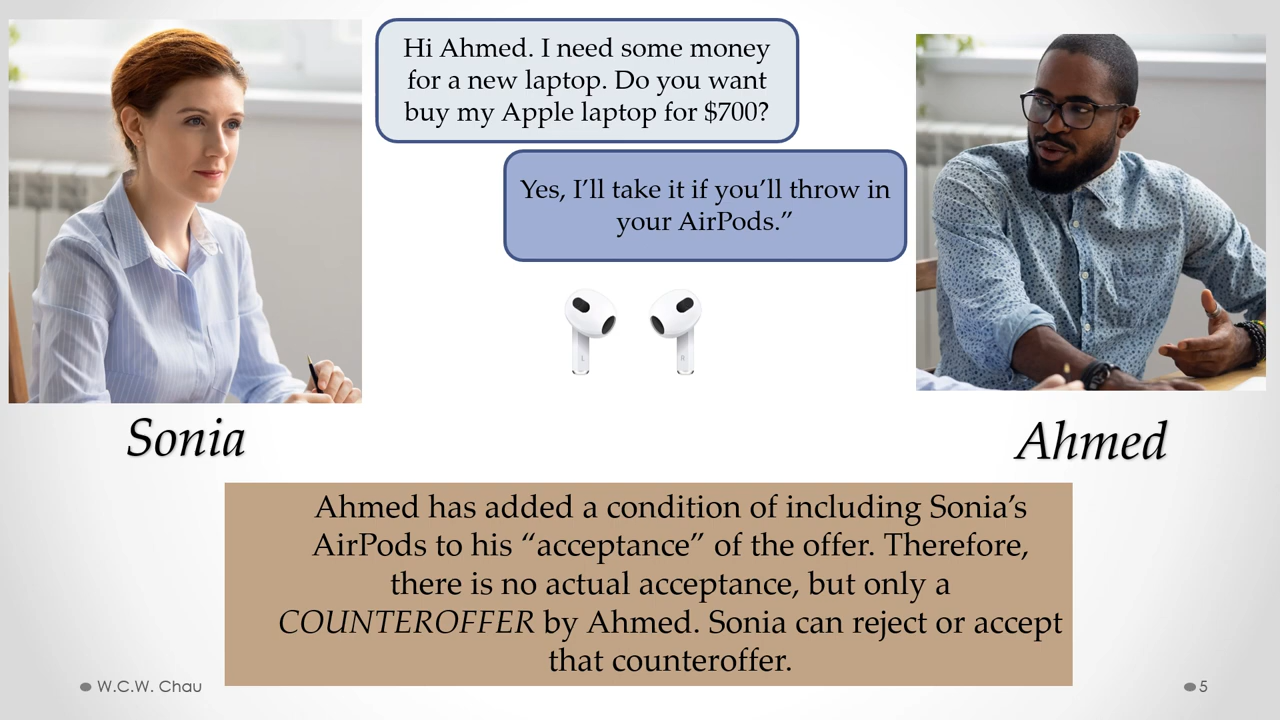 Hi Ahmed. I need some money
for a new laptop. Do you want
buy my Apple laptop for $700?
Yes, I’ll take it if you’ll throw in
your AirPods.”
Sonia
Ahmed
Ahmed has added a condition of including Sonia’s
AirPods to his “acceptance” of the offer. Therefore,
there is no actual acceptance, but only a
COUNTEROFFER by Ahmed. Sonia can reject or accept
that counteroffer.
W.C.W. Chau
5